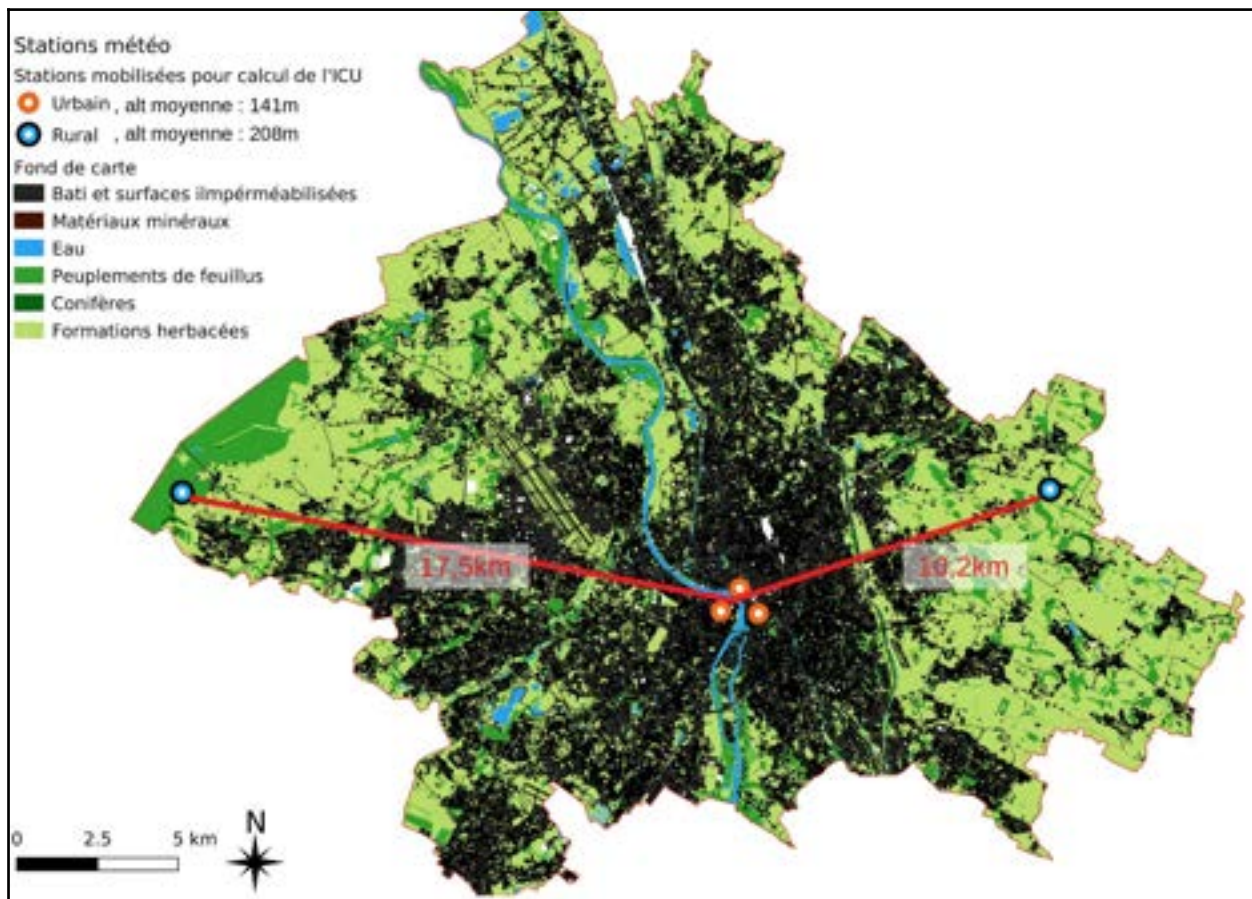 Stations météo
Stations mobilisées pour calcul de l'ICU
Urbain , alt moyenne : 141m
Rural , alt moyenne : 208m
Fond de carte
Bati et surfaces ilmpérméabilisées
Matériaux minéraux
Eau
Peuplements de feuillus
Conifères
Formations herbacées
17,5km
10,2km
N
0 2.5 5 km